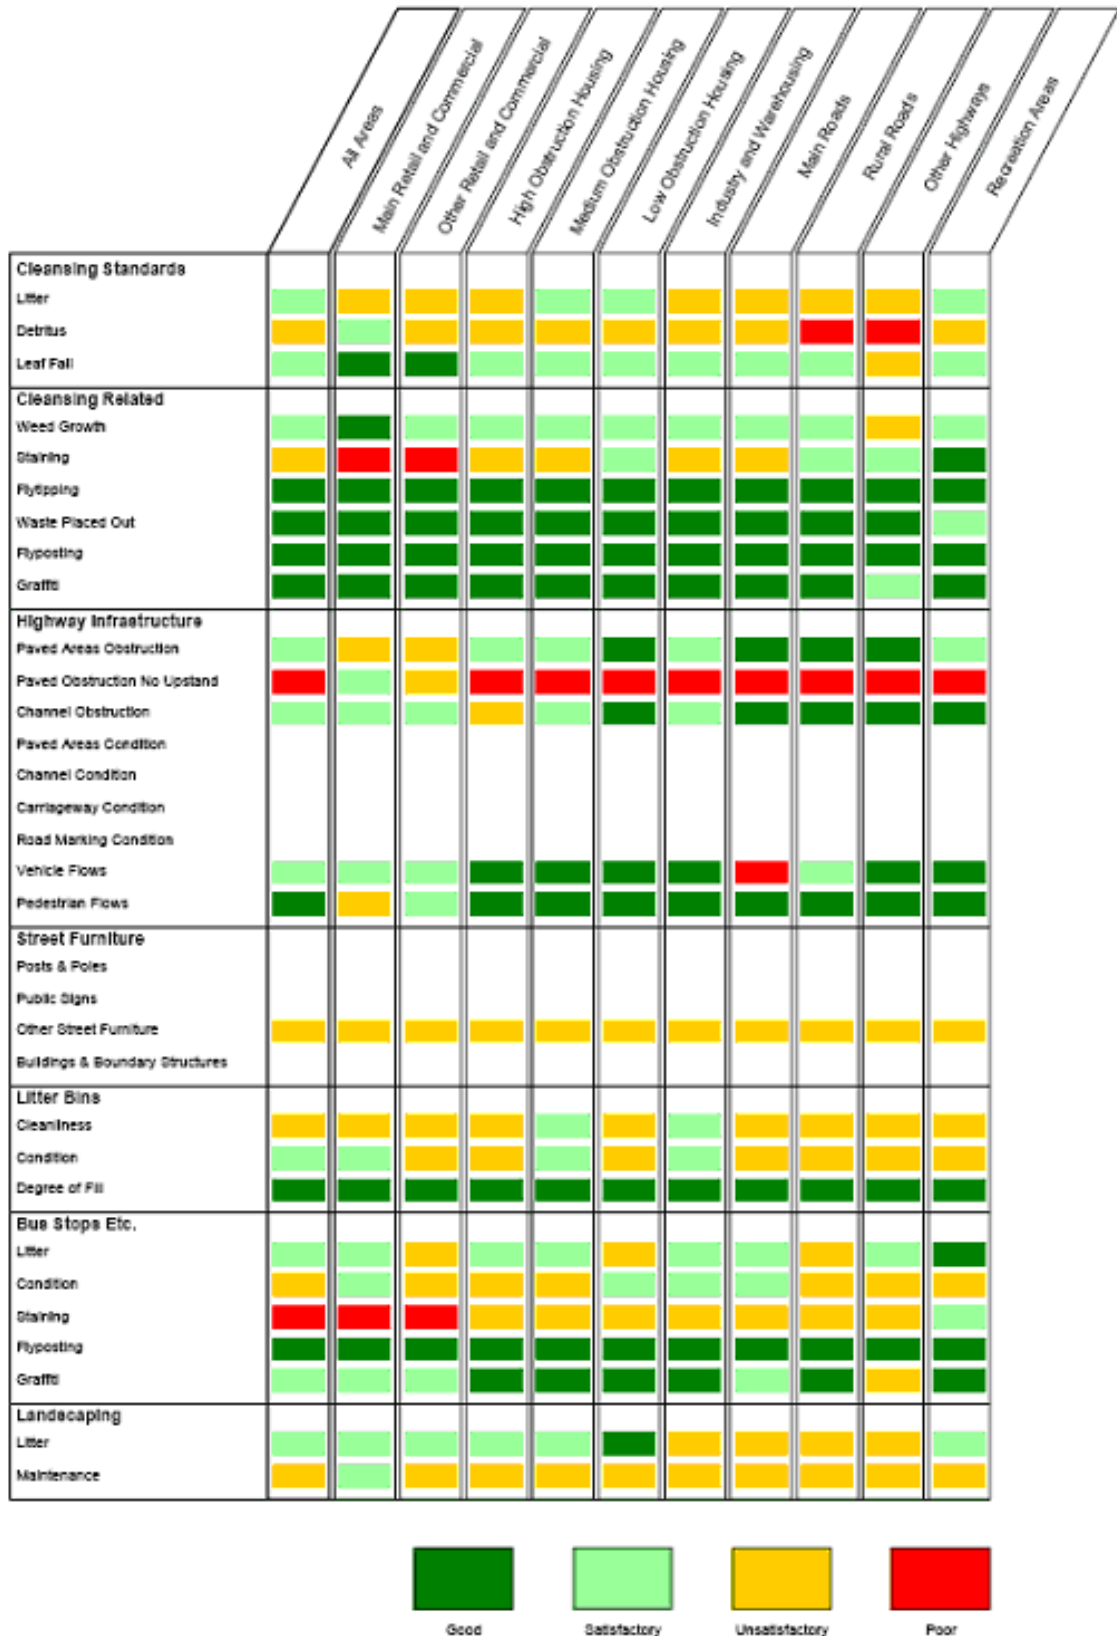 All Areas
Main Retail and Commercial
Other Retail and Commercial
High Obstruction Housing
Medium Obstruction Housing
Low Obstruction Housing
Industry and Warehousing
Main Roads
Rural Roads
Other Highways
Recreation Areas
Cleansing Standards
Litter
Detritus
Leaf Fall
Cleansing Related
Weed Growth
Staining
Flytipping
Waste Placed Out
Flyposting
Graffiti
Highway Infrastructure
Paved Areas Obstruction
Paved Obstruction No Upstand
Channel Obstruction
Paved Areas Condition
Channel Condition
Carriageway Condition
Road Marking Condition
Vehicle Flows
Pedestrian Flows
Street Furniture
Posts & Poles
Public Signs
Other Street Furniture
Buildings & Boundary Structures
Litter Bins
Cleanliness
Condition
Degree of Fill
Bus Stops Etc.
Litter
Condition
Staining
Flyposting
Graffiti
Landscaping
Litter
Maintenance
Good Satisfactory Unsatisfactory Poor